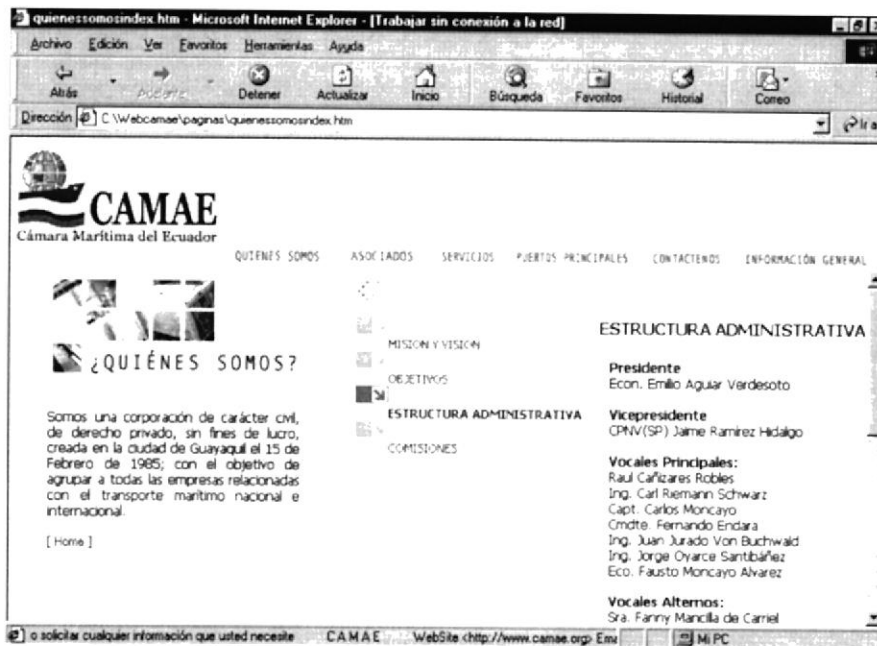 quienessomosindex.htm - Microsoft Internet Explorer - [Trabajar sin conexión a la red]
Archivo Edición Ver Favoritos Herramientas Ayuda
Atrás Adelante Detener Actualizar Inicio Búsqueda Favoritos Historial Correo
Dirección C:\Webcamae\paginas\quienessomosindex.htm Ir a
CAMAE
Cámara Marítima del Ecuador
QUIENES SOMOS ASOCIADOS SERVICIOS PUERTOS PRINCIPALES CONTACTENOS INFORMACIÓN GENERAL
¿QUIÉNES SOMOS?
Somos una corporación de carácter civil,
de derecho privado, sin fines de lucro,
creada en la ciudad de Guayaquil el 15 de
Febrero de 1985; con el objetivo de
agrupar a todas las empresas relacionadas
con el transporte marítimo nacional e
internacional.
[ Home ]
MISION Y VISION
OBJETIVOS
ESTRUCTURA ADMINISTRATIVA
COMISIONES
ESTRUCTURA ADMINISTRATIVA
Presidente
Econ. Emilio Aguiar Verdesoto
Vicepresidente
CPNV(SP) Jaime Ramírez Hidalgo
Vocales Principales:
Raul Cañizares Robles
Ing. Carl Riemann Schwarz
Capt. Carlos Moncayo
Cmdte. Fernando Endara
Ing. Juan Jurado Von Buchwald
Ing. Jorge Oyarce Santibáñez
Eco. Fausto Moncayo Alvarez
Vocales Alternos:
Sra. Fanny Mancilla de Carriel
o solicitar cualquier información que usted necesite C A M A E WebSite <http://www.camae.org> Ema Mi PC